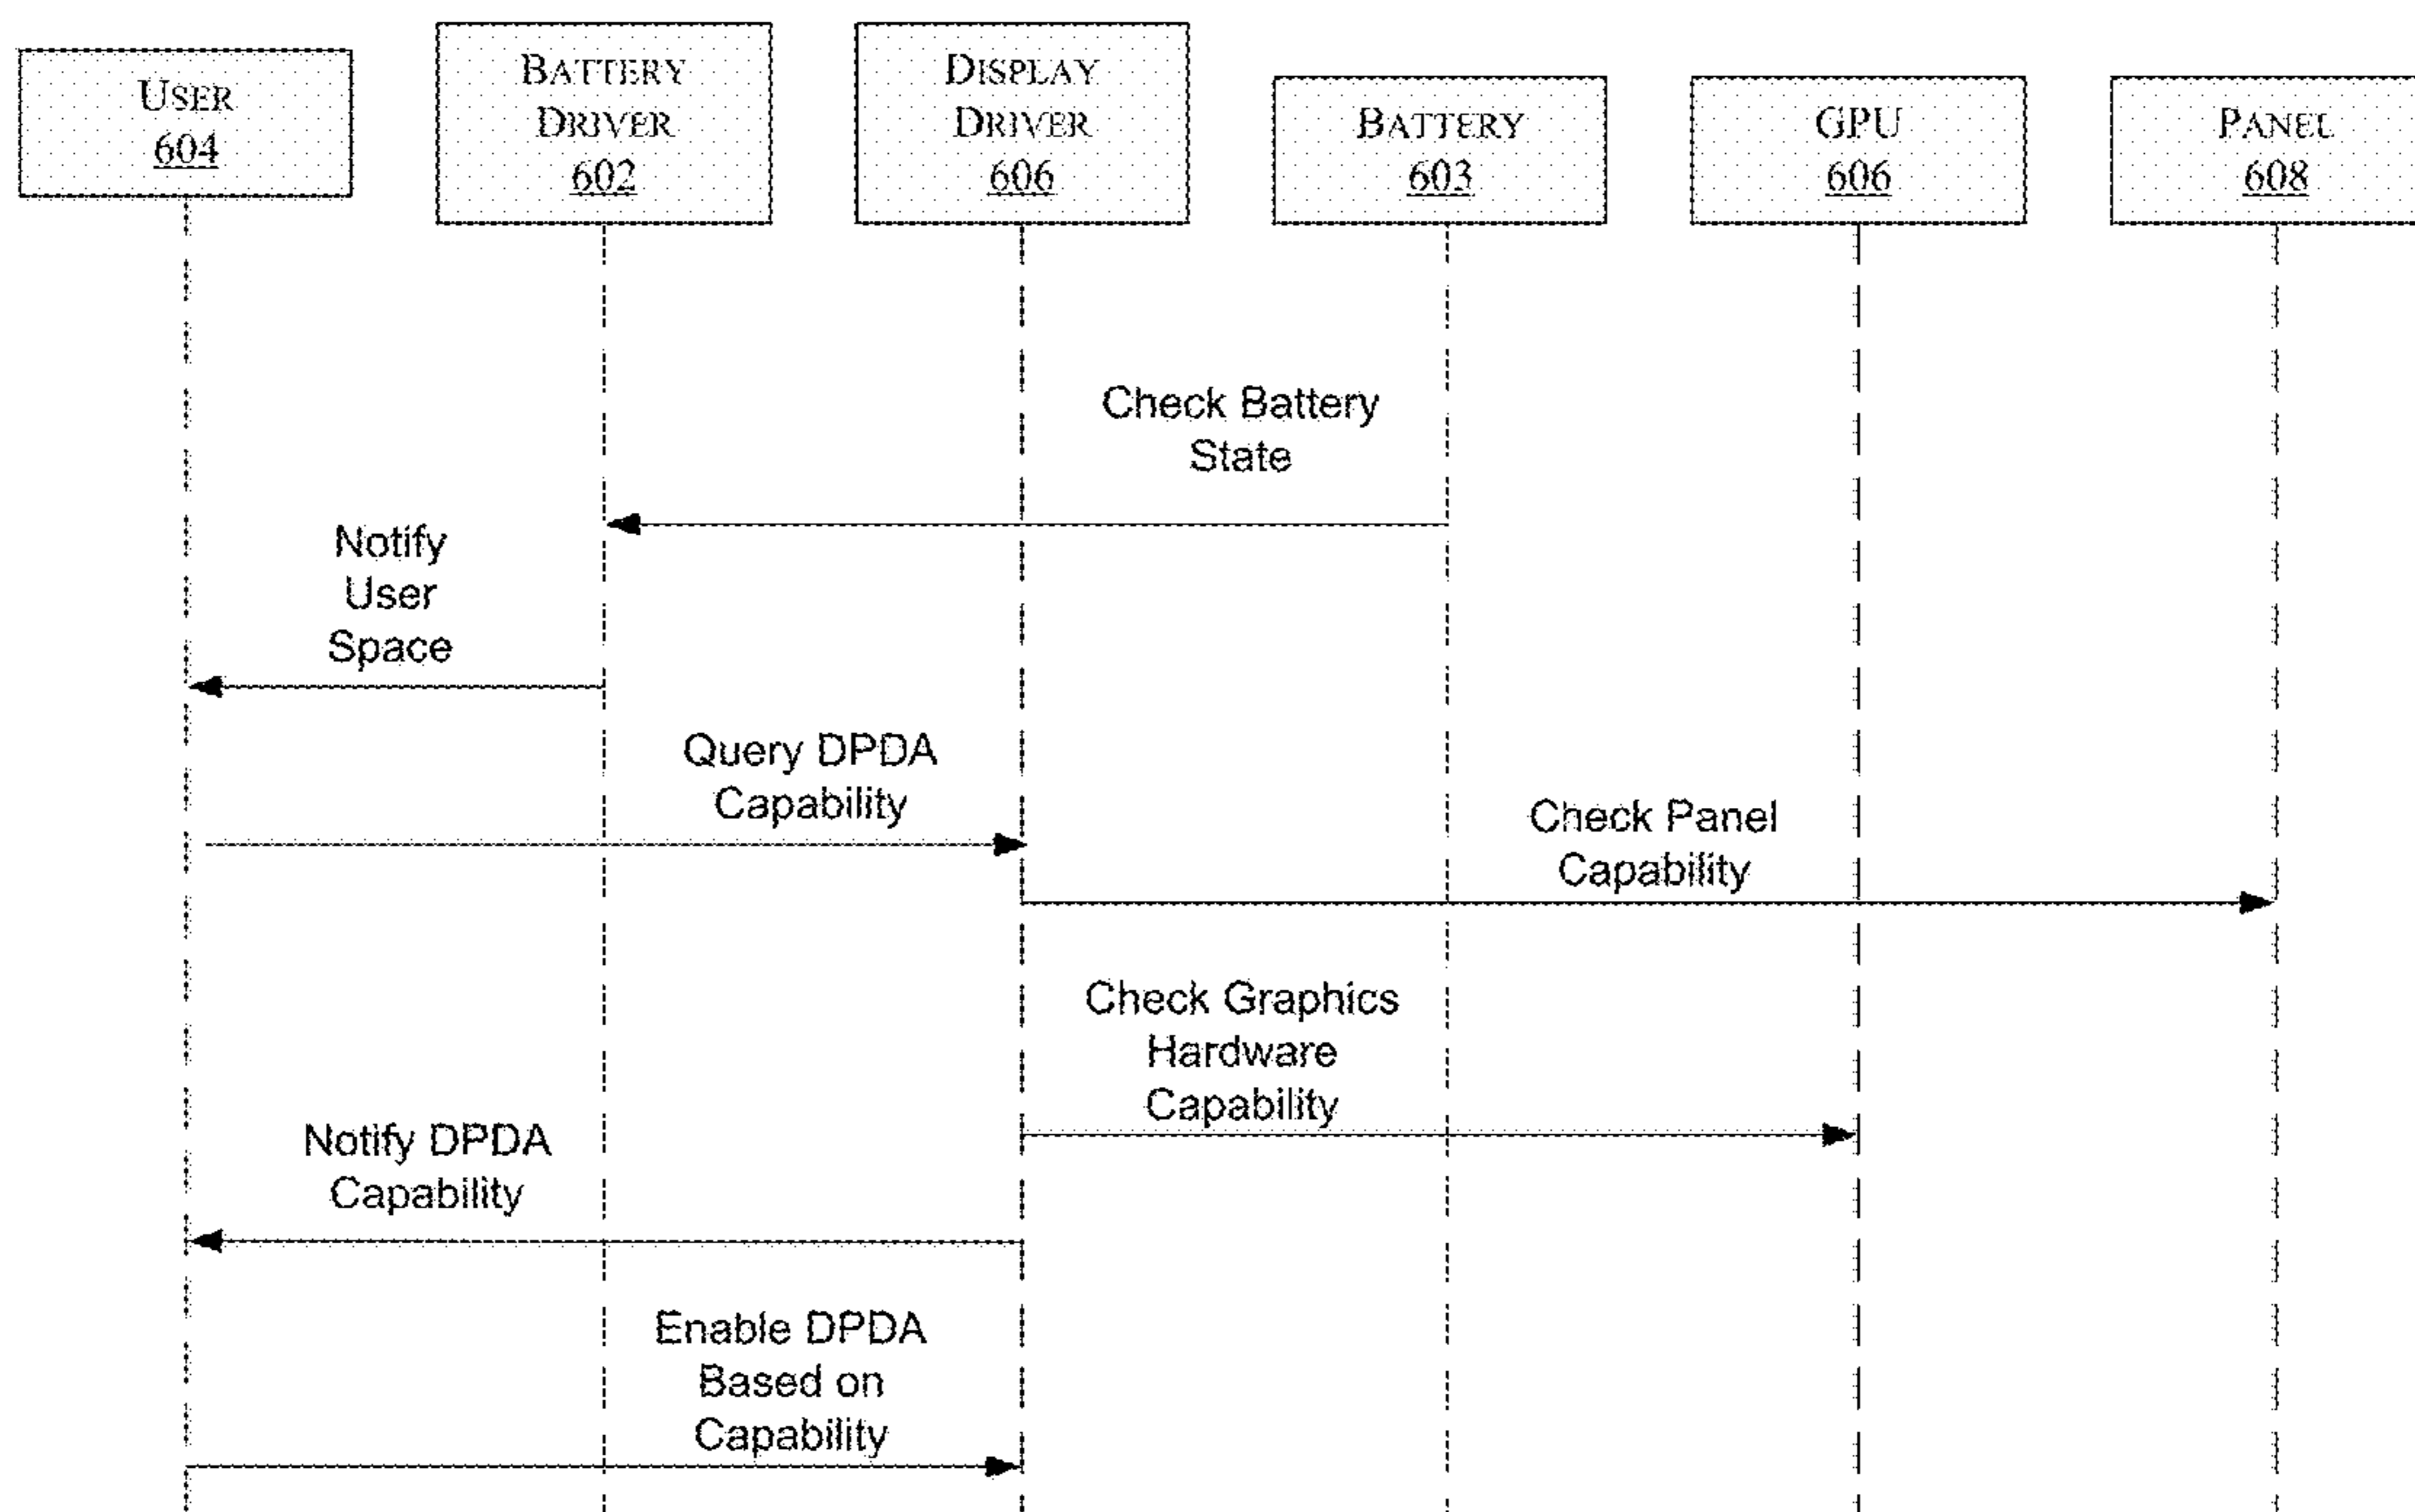 USER
604
BATTERY
DRIVER
602
DISPLAY
DRIVER
606
BATTERY
603
GPU
606
PANEL
608
Check Battery
State
Notify
User
Space
Query DPDA
Capability
Check Panel
Capability
Check Graphics
Hardware
Capability
Notify DPDA
Capability
Enable DPDA
Based on
Capability